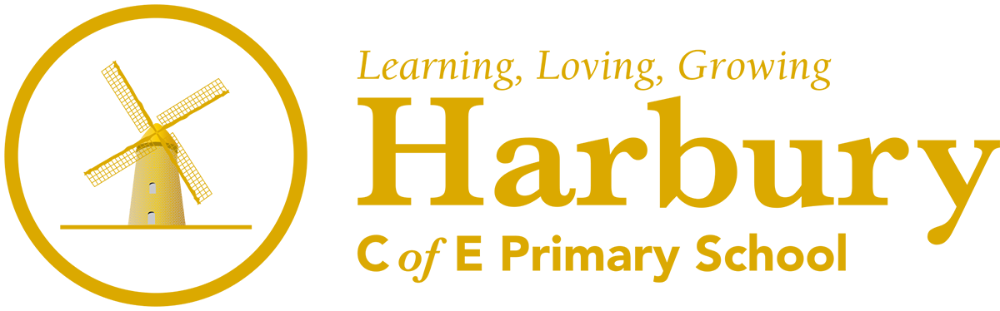 Learning, Loving, Growing
Harbury
C of E Primary School